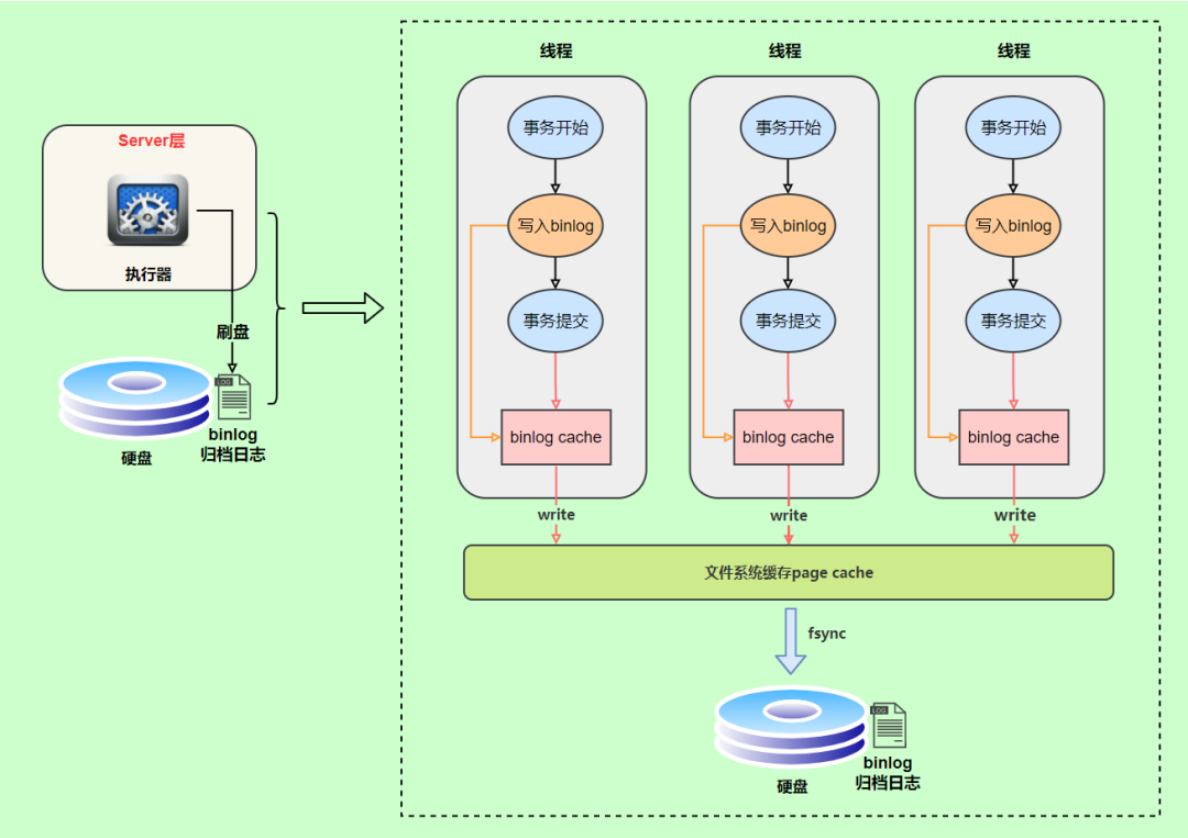 Server层
执行器
刷盘
LOG
binlog
归档日志
硬盘
线程
事务开始
写入binlog
事务提交
binlog cache
write
线程
事务开始
写入binlog
事务提交
binlog cache
write
线程
事务开始
写入binlog
事务提交
binlog cache
write
文件系统缓存page cache
fsync
LOG
binlog
归档日志
硬盘